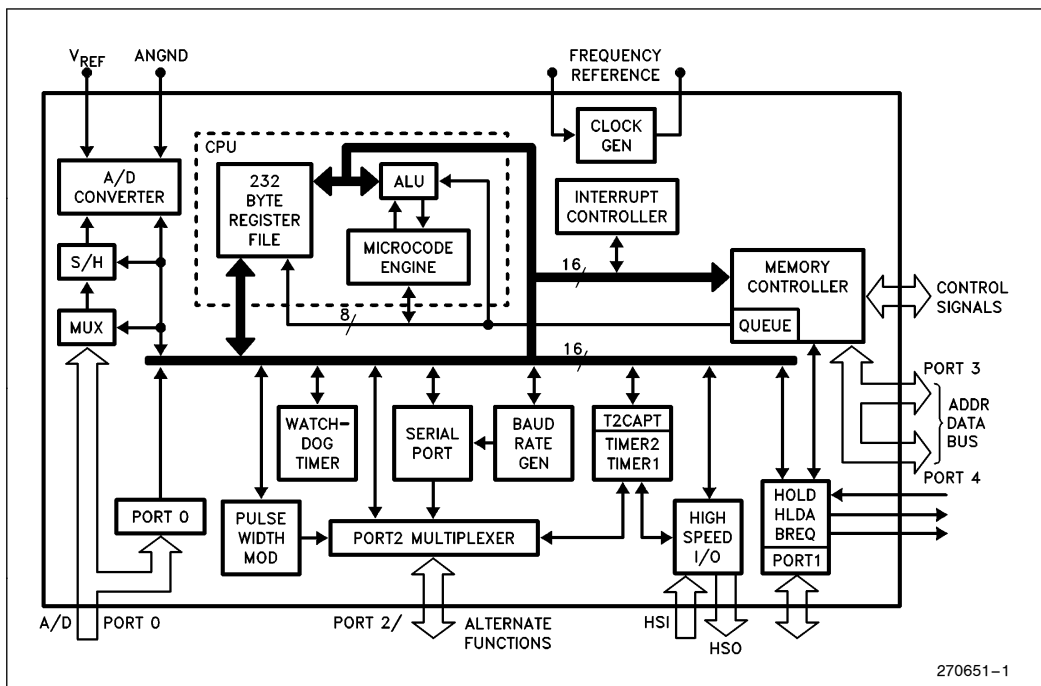 VREF
ANGND
FREQUENCY
REFERENCE
CLOCK
GEN
CPU
A/D
CONVERTER
232
BYTE
REGISTER
FILE
ALU
INTERRUPT
CONTROLLER
S/H
MICROCODE
ENGINE
16
MEMORY
CONTROLLER
CONTROL
SIGNALS
MUX
8
QUEUE
16
PORT 3
WATCH-
DOG
TIMER
SERIAL
PORT
BAUD
RATE
GEN
T2CAPT
TIMER2
TIMER1
ADDR
DATA
BUS
PORT 4
PORT 0
PULSE
WIDTH
MOD
PORT2 MULTIPLEXER
HIGH
SPEED
I/O
HOLD
HLDA
BREQ
PORT1
A/D
PORT 0
PORT 2/
ALTERNATE
FUNCTIONS
HSI
HSO
270651-1